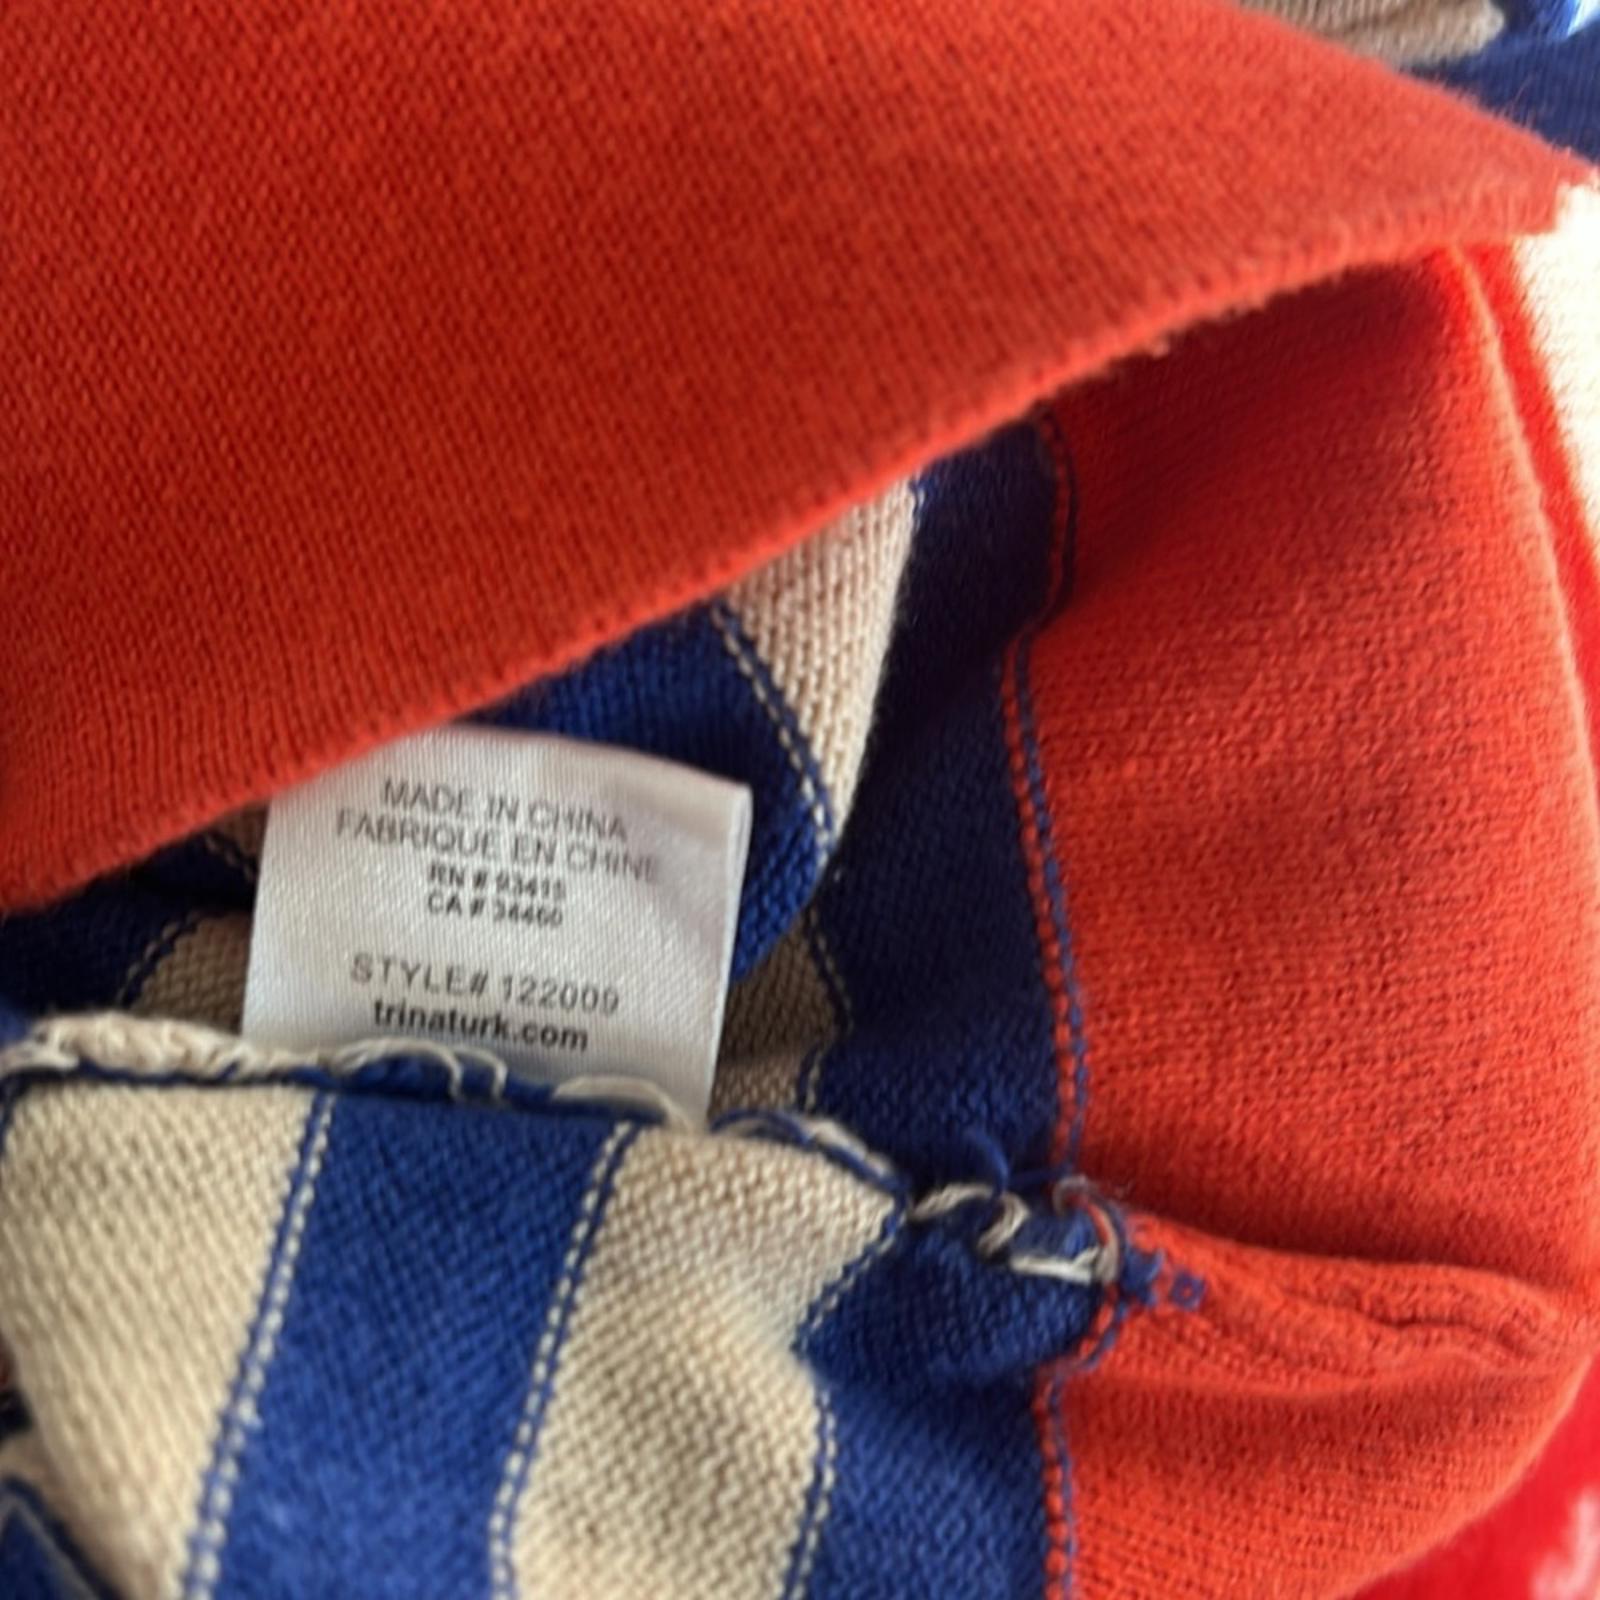 MADE IN CHINA
FABRIQUE EN CHINE
RN # 93415
CA # 34460
STYLE# 122009
trinaturk.com